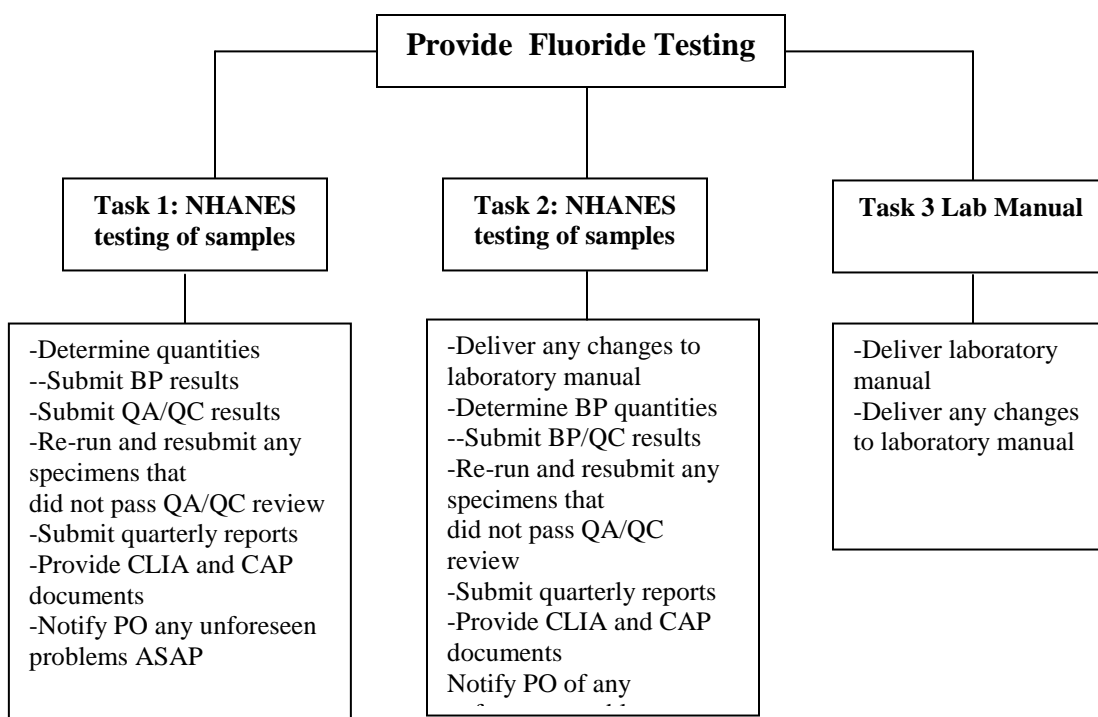 Provide Fluoride Testing
Task 1: NHANES
testing of samples
Task 2: NHANES
testing of samples
Task 3 Lab Manual
-Determine quantities
--Submit BP results
-Submit QA/QC results
-Re-run and resubmit any
specimens that
did not pass QA/QC review
-Submit quarterly reports
-Provide CLIA and CAP
documents
-Notify PO any unforeseen
problems ASAP
-Deliver any changes to
laboratory manual
-Determine BP quantities
--Submit BP/QC results
-Re-run and resubmit any
specimens that
did not pass QA/QC
review
-Submit quarterly reports
-Provide CLIA and CAP
documents
Notify PO of any
-Deliver laboratory
manual
-Deliver any changes
to laboratory manual